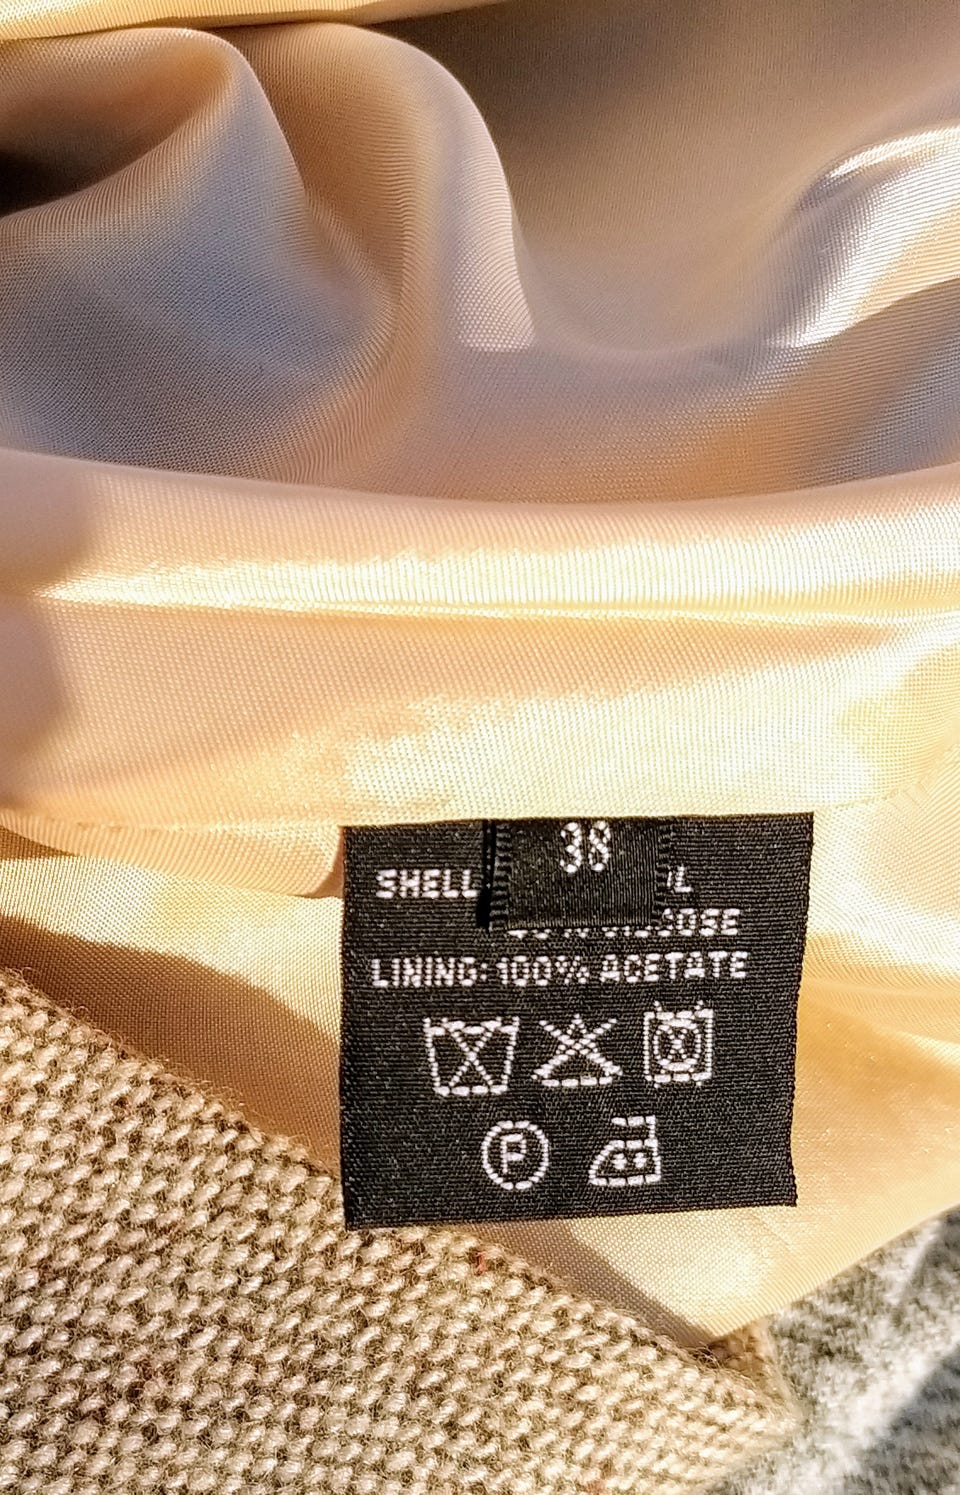 38
SHELL
LINING: 100% ACETATE
P